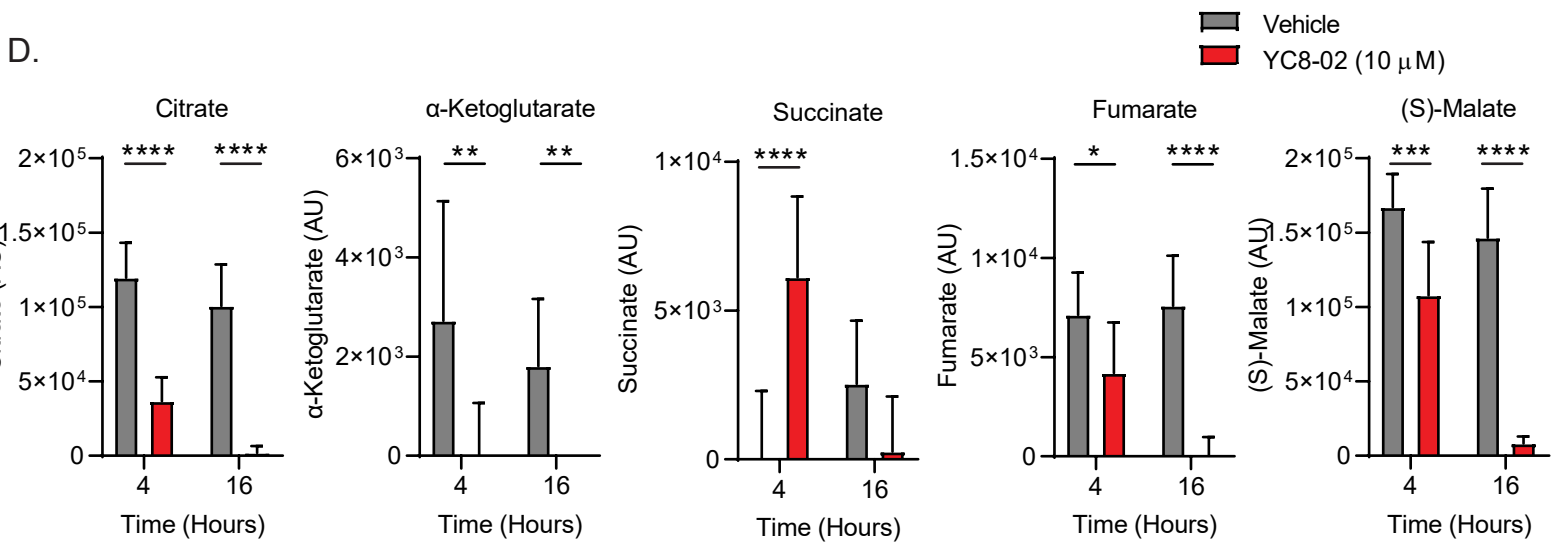 D.
Vehicle
YC8-02 (10 μM)
Citrate
****
****
2×10⁵
1.5×10⁵
1×10⁵
5×10⁴
0
4
16
Time (Hours)
α-Ketoglutarate
**
**
α-Ketoglutarate (AU)
6×10³
4×10³
2×10³
0
4
16
Time (Hours)
Succinate
****
Succinate (AU)
1×10⁴
5×10³
0
4
16
Time (Hours)
Fumarate
*
****
Fumarate (AU)
1.5×10⁴
1×10⁴
5×10³
0
4
16
Time (Hours)
(S)-Malate
***
****
(S)-Malate (AU)
2×10⁵
1.5×10⁵
1×10⁵
5×10⁴
0
4
16
Time (Hours)